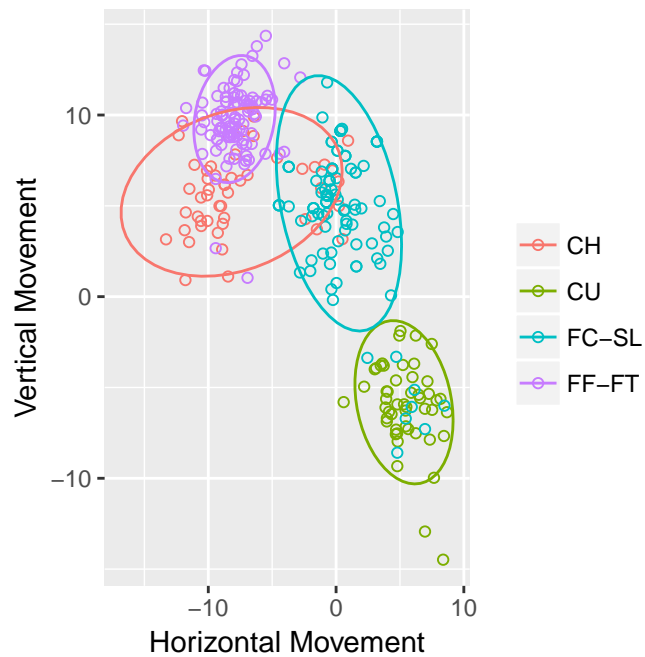 Vertical Movement
10
0
−10
−10
0
10
Horizontal Movement
CH
CU
FC−SL
FF−FT